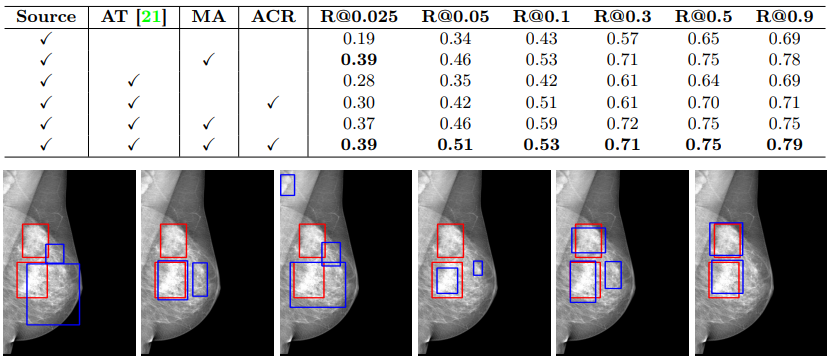 Source AT [21] MA ACR R@0.025 R@0.05 R@0.1 R@0.3 R@0.5 R@0.9
✓ 0.19 0.34 0.43 0.57 0.65 0.69
✓ ✓ 0.39 0.46 0.53 0.71 0.75 0.78
✓ ✓ 0.28 0.35 0.42 0.61 0.64 0.69
✓ ✓ ✓ 0.30 0.42 0.51 0.61 0.70 0.71
✓ ✓ ✓ 0.37 0.46 0.59 0.72 0.75 0.75
✓ ✓ ✓ ✓ 0.39 0.51 0.53 0.71 0.75 0.79